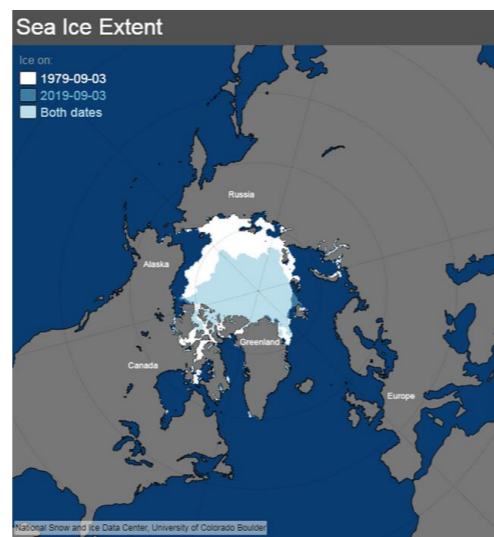 Sea Ice Extent
Ice on:
1979-09-03
2019-09-03
Both dates
Russia
Alaska
Greenland
Canada
Europe
National Snow and Ice Data Center, University of Colorado Boulder